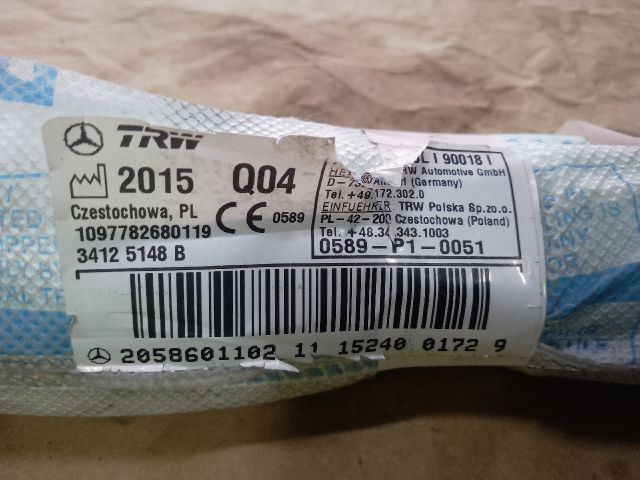 TRW
2015 Q04
Czestochowa, PL
CE 0589
1097782680119
3412 5148 B
I 90018 I
TRW Automotive GmbH
(Germany)
Tel. +49.172.302.0
EINFUEHRER TRW Polska Sp.zo.o.
PL-42-200 Czestochowa (Poland)
Tel. +48.34.343.1003
0589-P1-0051
2058601102 11 15240 0172 9